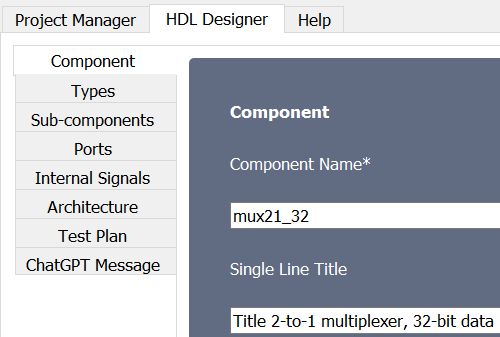 Project Manager HDL Designer Help
Component
Types
Sub-components
Ports
Internal Signals
Architecture
Test Plan
ChatGPT Message
Component
Component Name*
mux21_32
Single Line Title
Title 2-to-1 multiplexer, 32-bit data